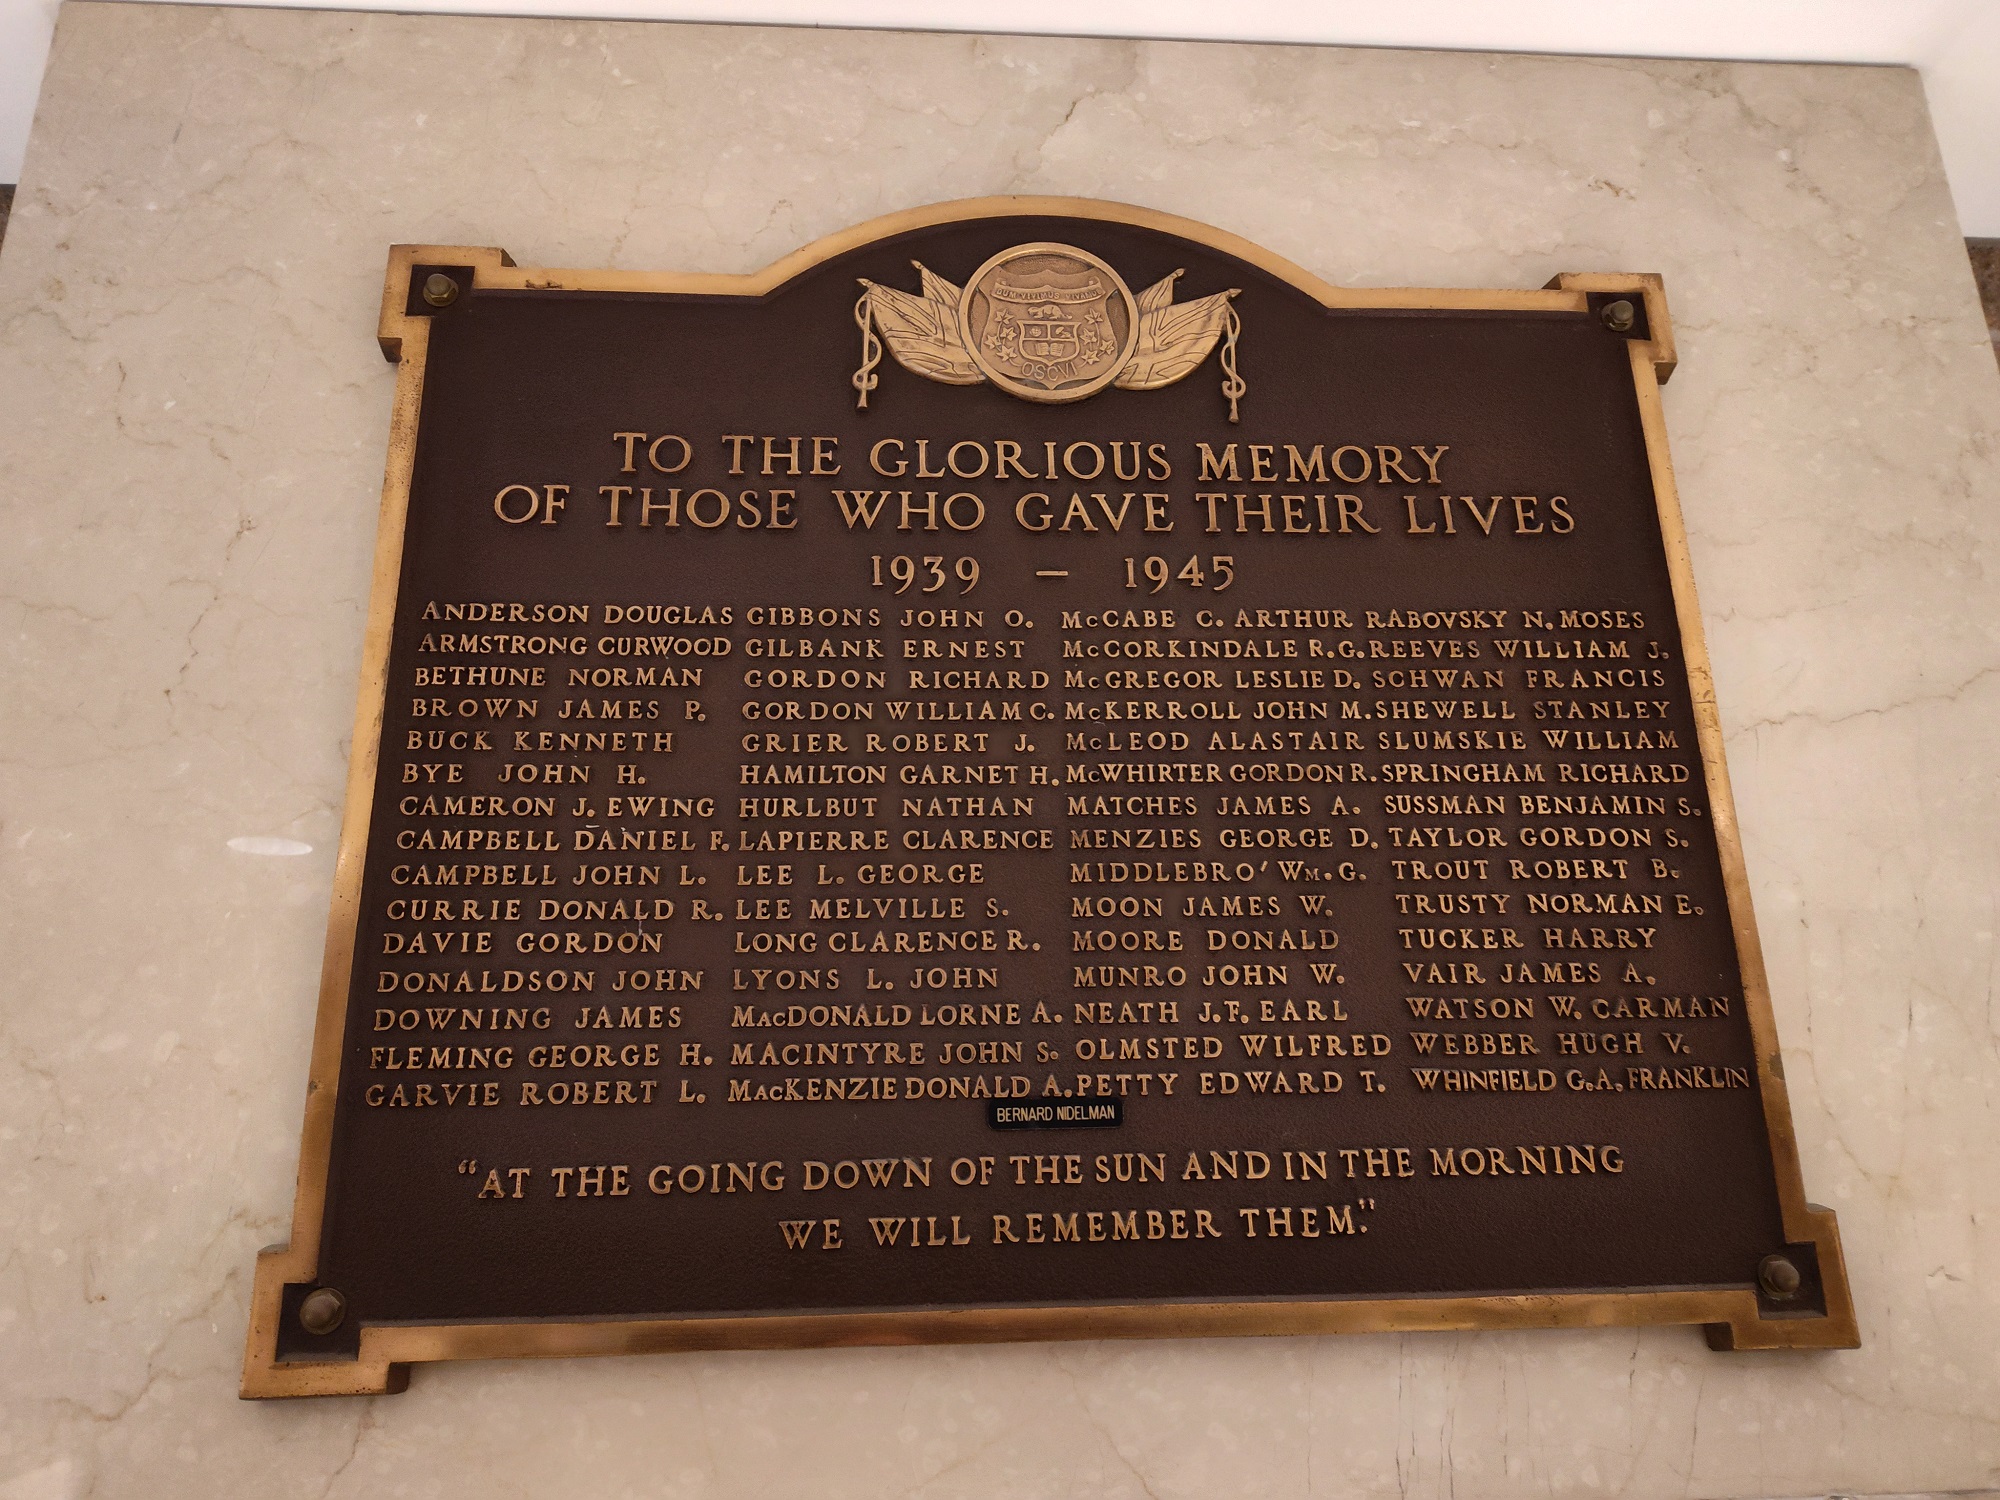 DUM VIVIMUS VIVAMUS
OSCVI
TO THE GLORIOUS MEMORY
OF THOSE WHO GAVE THEIR LIVES
1939 – 1945
ANDERSON DOUGLAS GIBBONS JOHN O. McCABE C. ARTHUR RABOVSKY N. MOSES
ARMSTRONG CURWOOD GILBANK ERNEST McCORKINDALE R.G. REEVES WILLIAM J.
BETHUNE NORMAN GORDON RICHARD McGREGOR LESLIE D. SCHWAN FRANCIS
BROWN JAMES P. GORDON WILLIAM C. McKERROLL JOHN M. SHEWELL STANLEY
BUCK KENNETH GRIER ROBERT J. McLEOD ALASTAIR SLUMSKIE WILLIAM
BYE JOHN H. HAMILTON GARNET H. McWHIRTER GORDON R. SPRINGHAM RICHARD
CAMERON J. EWING HURLBUT NATHAN MATCHES JAMES A. SUSSMAN BENJAMIN S.
CAMPBELL DANIEL F. LAPIERRE CLARENCE MENZIES GEORGE D. TAYLOR GORDON S.
CAMPBELL JOHN L. LEE L. GEORGE MIDDLEBRO' WM. G. TROUT ROBERT B.
CURRIE DONALD R. LEE MELVILLE S. MOON JAMES W. TRUSTY NORMAN E.
DAVIE GORDON LONG CLARENCE R. MOORE DONALD TUCKER HARRY
DONALDSON JOHN LYONS L. JOHN MUNRO JOHN W. VAIR JAMES A.
DOWNING JAMES MacDONALD LORNE A. NEATH J.F. EARL WATSON W. CARMAN
FLEMING GEORGE H. MACINTYRE JOHN S. OLMSTED WILFRED WEBBER HUGH V.
GARVIE ROBERT L. MacKENZIE DONALD A. PETTY EDWARD T. WHINFIELD G.A. FRANKLIN
BERNARD NIDELMAN
"AT THE GOING DOWN OF THE SUN AND IN THE MORNING
WE WILL REMEMBER THEM."